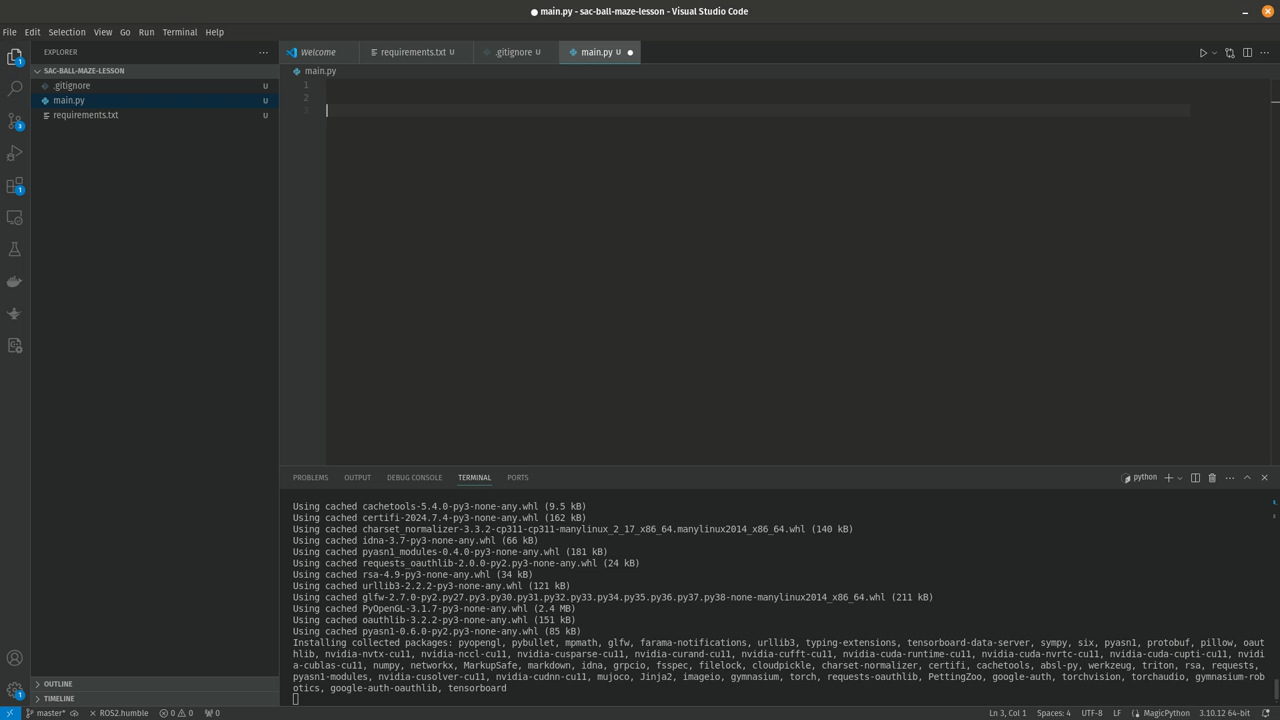 ● main.py - sac-ball-maze-lesson - Visual Studio Code
File Edit Selection View Go Run Terminal Help
EXPLORER
SAC-BALL-MAZE-LESSON
.gitignore U
main.py U
requirements.txt U
OUTLINE
TIMELINE
1
3
1
1
Welcome requirements.txt U .gitignore U main.py U ●
main.py
1
2
3
PROBLEMS OUTPUT DEBUG CONSOLE TERMINAL PORTS python
Using cached cachetools-5.4.0-py3-none-any.whl (9.5 kB)
Using cached certifi-2024.7.4-py3-none-any.whl (162 kB)
Using cached charset_normalizer-3.3.2-cp311-cp311-manylinux_2_17_x86_64.manylinux2014_x86_64.whl (140 kB)
Using cached idna-3.7-py3-none-any.whl (66 kB)
Using cached pyasn1_modules-0.4.0-py3-none-any.whl (181 kB)
Using cached requests_oauthlib-2.0.0-py2.py3-none-any.whl (24 kB)
Using cached rsa-4.9-py3-none-any.whl (34 kB)
Using cached urllib3-2.2.2-py3-none-any.whl (121 kB)
Using cached glfw-2.7.0-py2.py27.py3.py30.py31.py32.py33.py34.py35.py36.py37.py38-none-manylinux2014_x86_64.whl (211 kB)
Using cached PyOpenGL-3.1.7-py3-none-any.whl (2.4 MB)
Using cached oauthlib-3.2.2-py3-none-any.whl (151 kB)
Using cached pyasn1-0.6.0-py2.py3-none-any.whl (85 kB)
Installing collected packages: pyopengl, pybullet, mpmath, glfw, farama-notifications, urllib3, typing-extensions, tensorboard-data-server, sympy, six, pyasn1, protobuf, pillow, oaut
hlib, nvidia-nvtx-cu11, nvidia-nccl-cu11, nvidia-cusparse-cu11, nvidia-curand-cu11, nvidia-cufft-cu11, nvidia-cuda-runtime-cu11, nvidia-cuda-nvrtc-cu11, nvidia-cuda-cupti-cu11, nvidi
a-cublas-cu11, numpy, networkx, MarkupSafe, markdown, idna, grpcio, fsspec, filelock, cloudpickle, charset-normalizer, certifi, cachetools, absl-py, werkzeug, triton, rsa, requests,
pyasn1-modules, nvidia-cusolver-cu11, nvidia-cudnn-cu11, mujoco, Jinja2, imageio, gymnasium, torch, requests-oauthlib, PettingZoo, google-auth, torchvision, torchaudio, gymnasium-rob
otics, google-auth-oauthlib, tensorboard
master* ROS2.humble 0 0 0 Ln 3, Col 1 Spaces: 4 UTF-8 LF MagicPython 3.10.12 64-bit